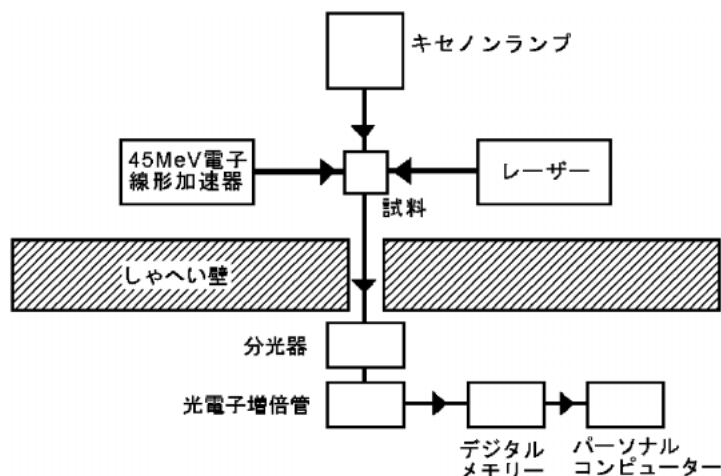 キセノンランプ
45MeV電子
線形加速器
レーザー
試料
しゃへい壁
分光器
光電子増倍管
デジタル
メモリー
パーソナル
コンピューター